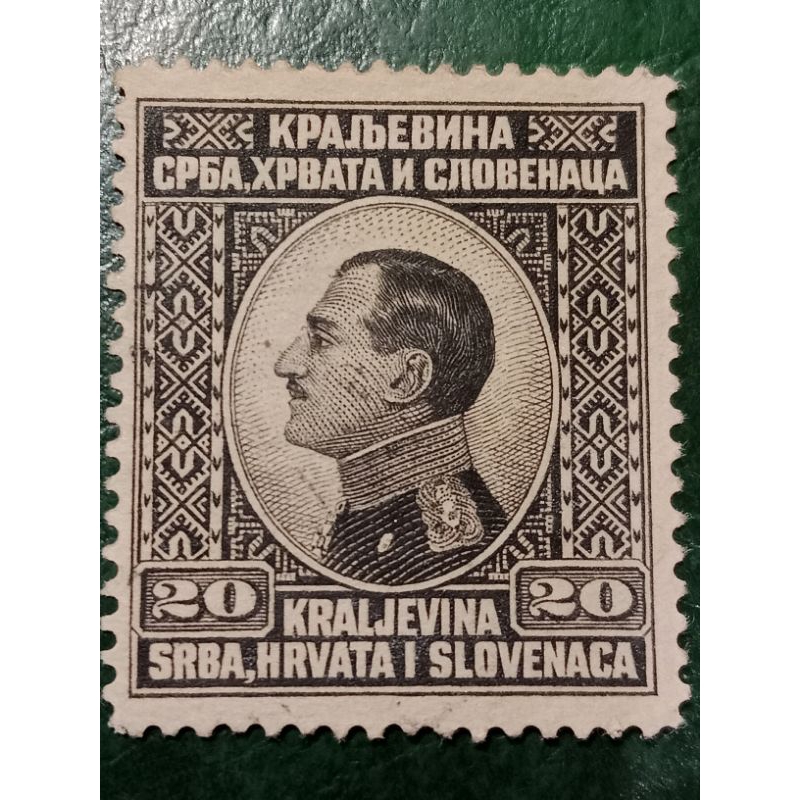 КРАЉЕВИНА
СРБА, ХРВАТА И СЛОВЕНАЦА
20 KRALJEVINA 20
SRBA, HRVATA I SLOVENACA